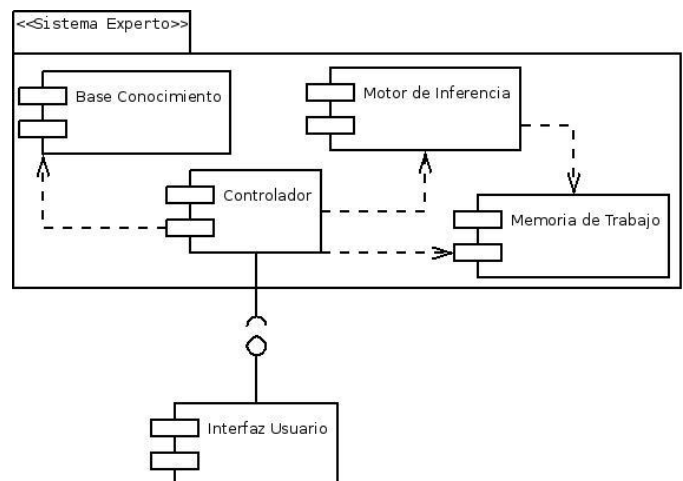 <<Sistema Experto>>
Base Conocimiento
Motor de Inferencia
Controlador
Memoria de Trabajo
Interfaz Usuario